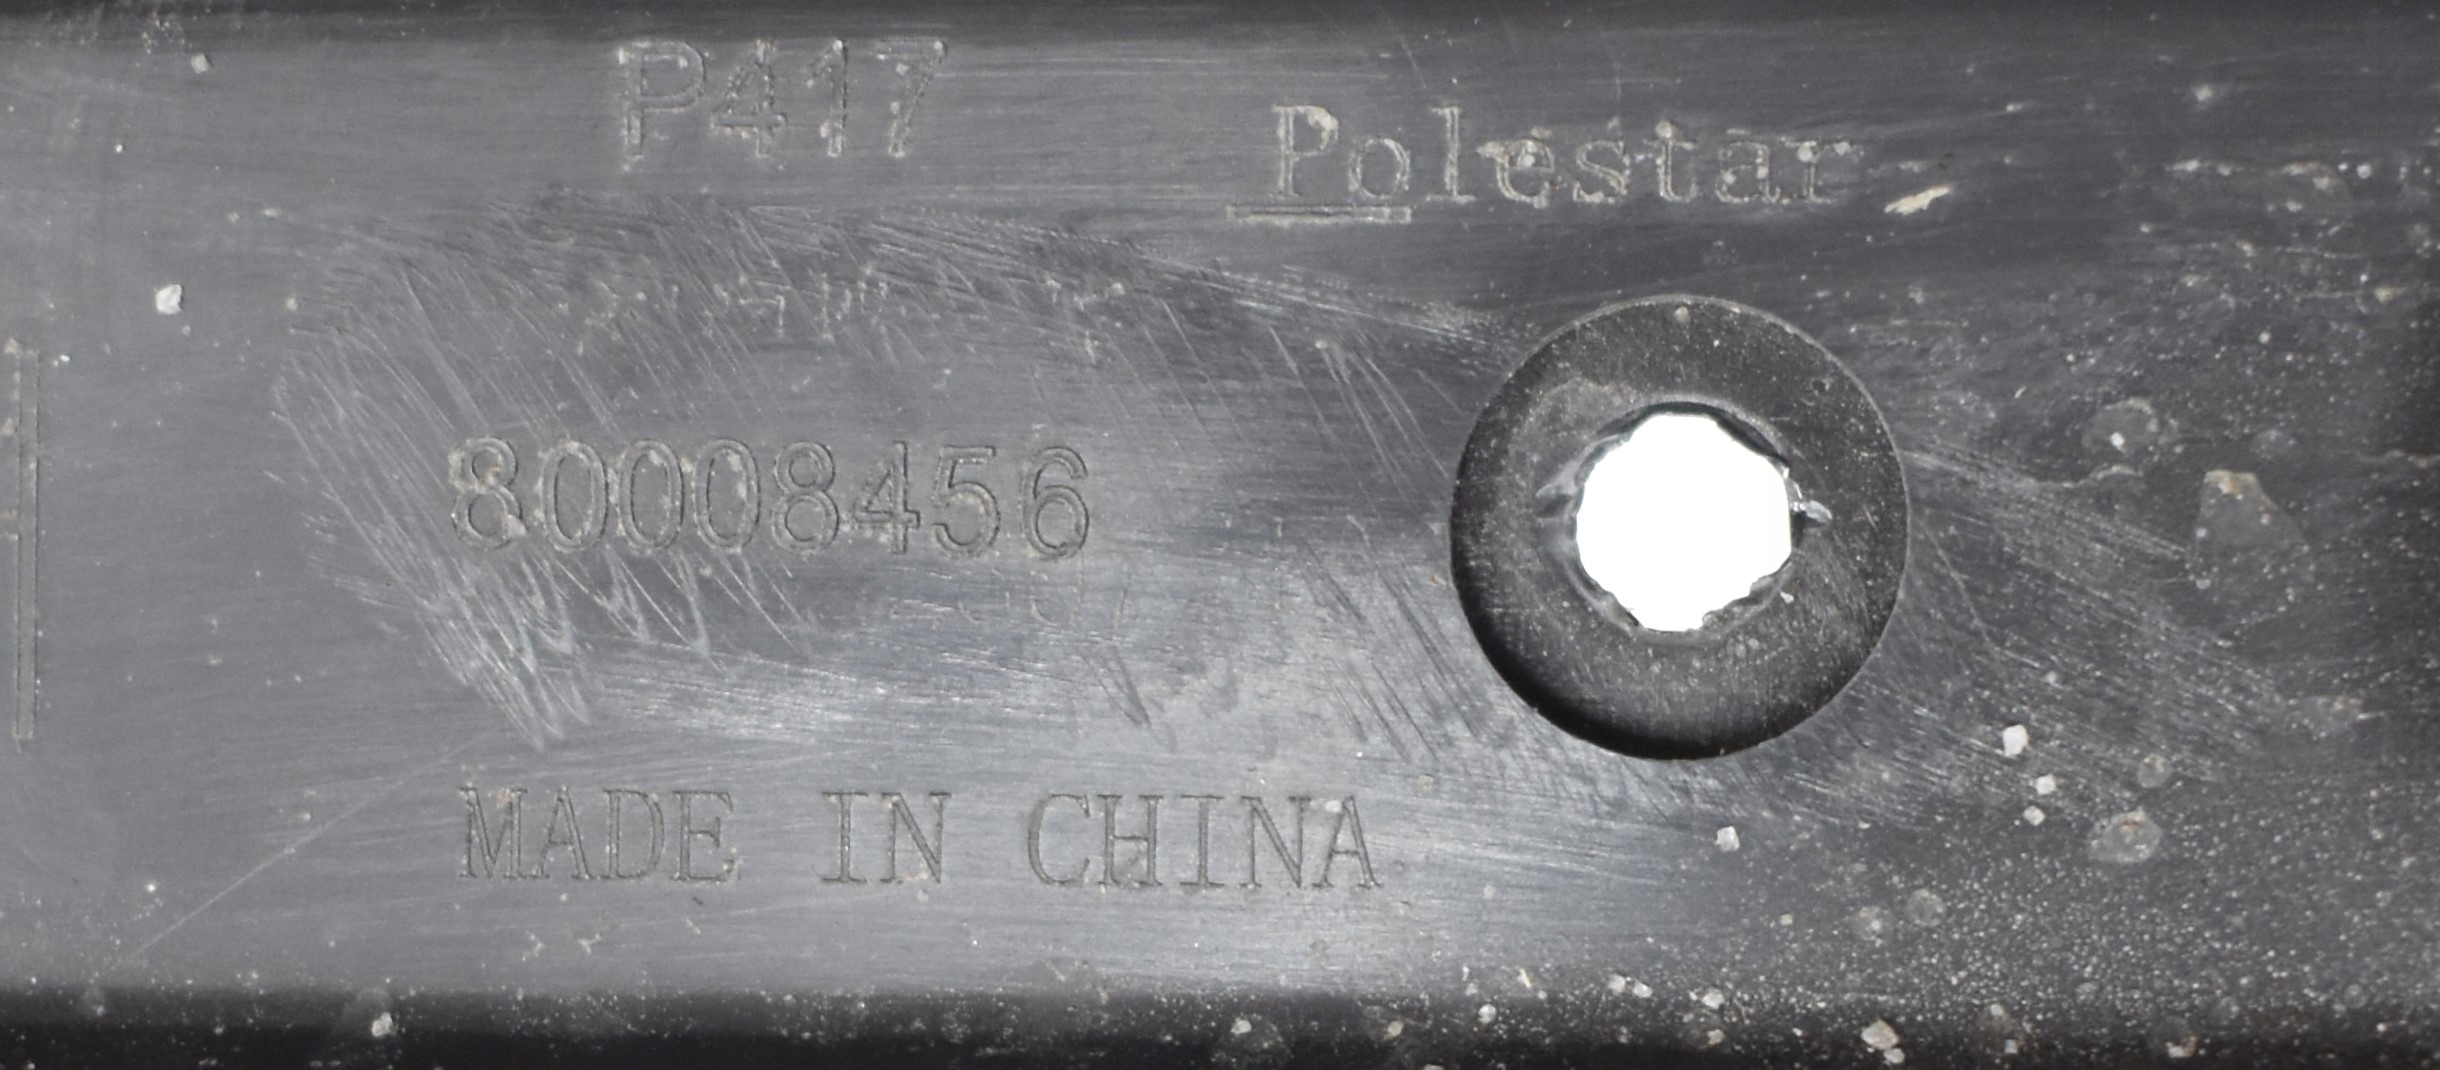 P417
Polestar
80008456
MADE IN CHINA